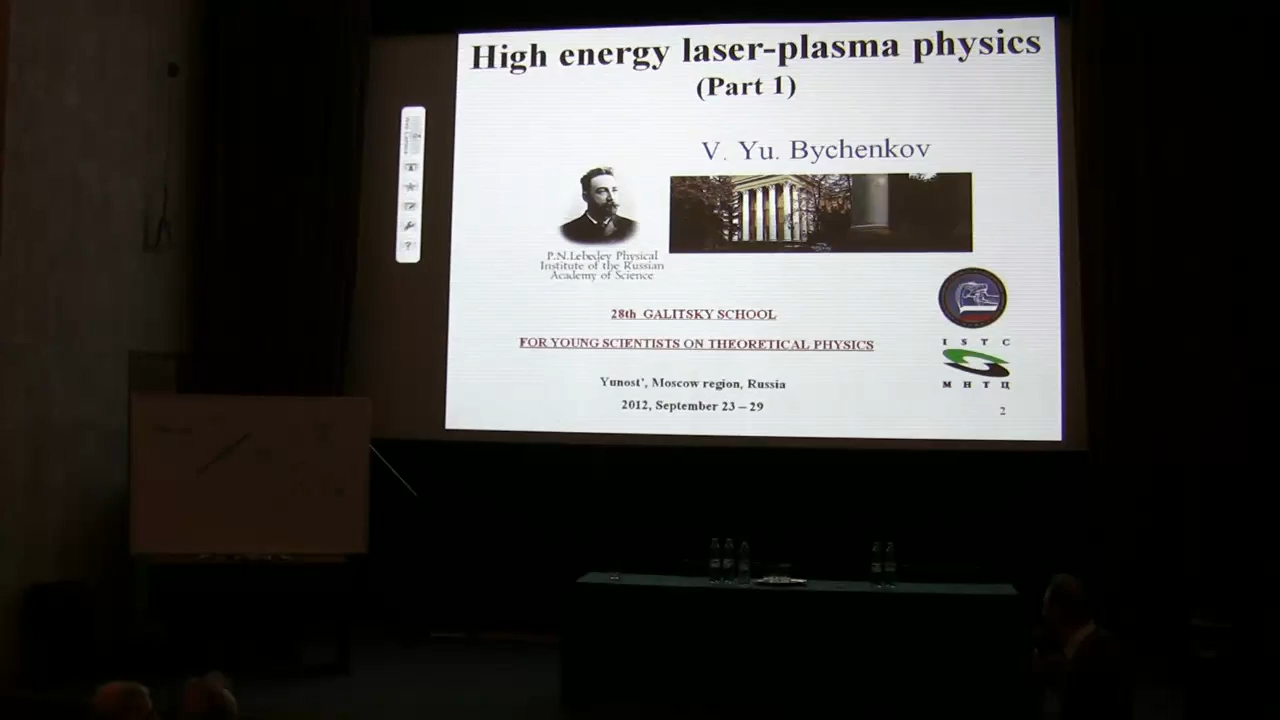 High energy laser-plasma physics
(Part 1)
V. Yu. Bychenkov
P.N.Lebedev Physical
Institute of the Russian
Academy of Science
28th GALITSKY SCHOOL
FOR YOUNG SCIENTISTS ON THEORETICAL PHYSICS
I S T C
М Н Т Ц
Yunost', Moscow region, Russia
2012, September 23 – 29
2